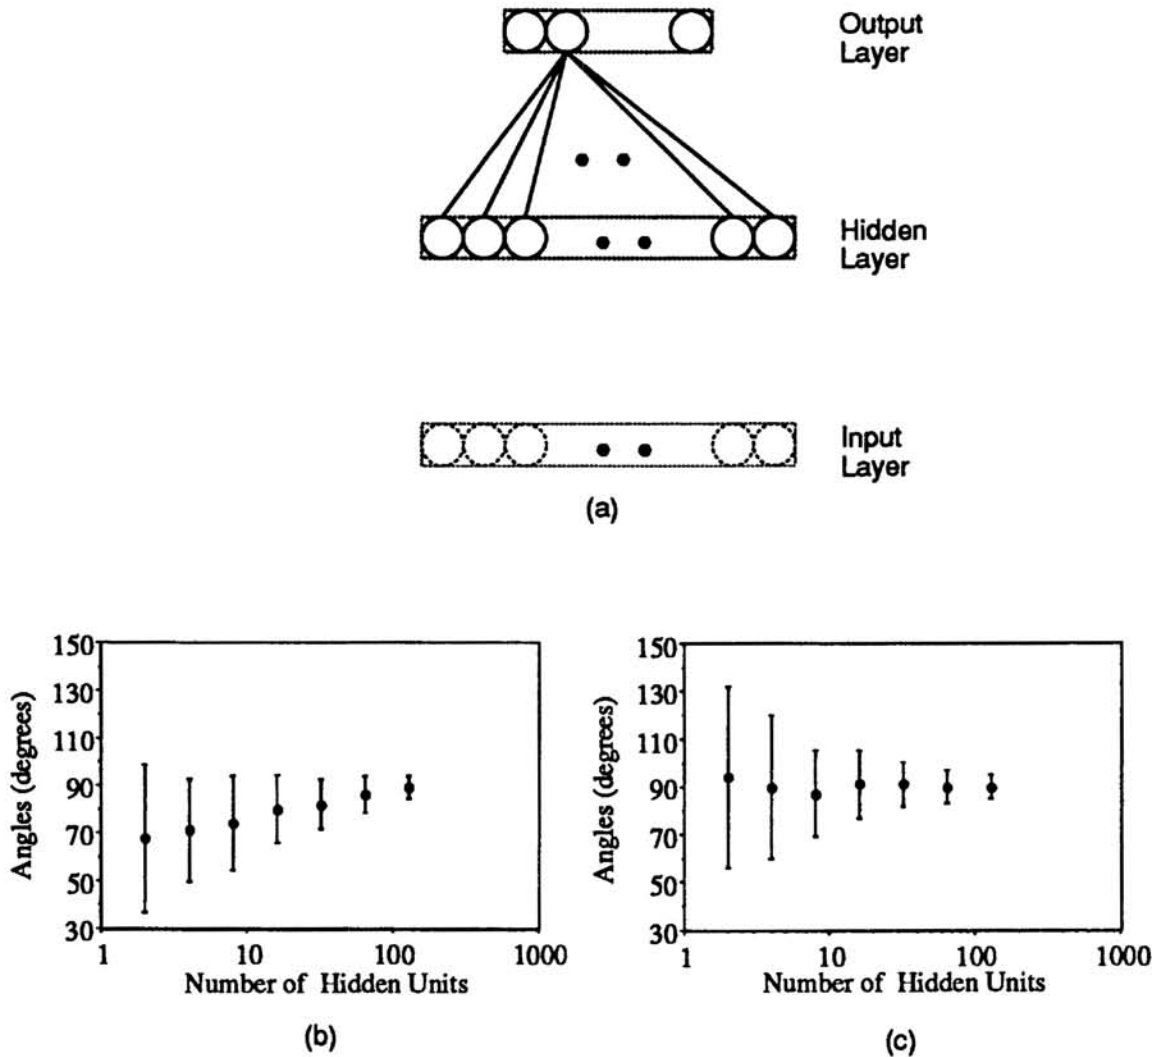 Output
Layer
Hidden
Layer
Input
Layer
(a)
150
130
110
90
70
50
30
Angles (degrees)
1
10
100
1000
Number of Hidden Units
(b)
150
130
110
90
70
50
30
Angles (degrees)
1
10
100
1000
Number of Hidden Units
(c)